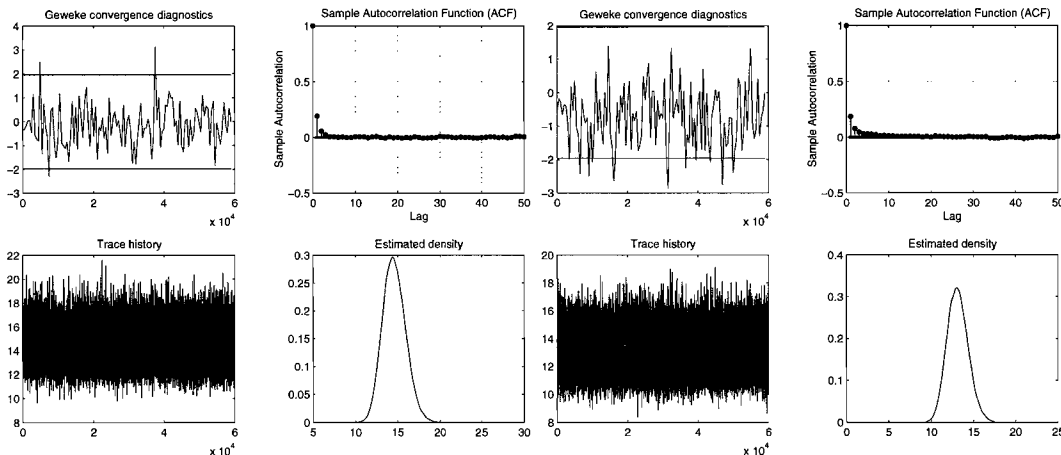 Geweke convergence diagnostics
4
3
2
1
0
−1
−2
−3
0 2 4 6
x 10^4
Sample Autocorrelation Function (ACF)
Sample Autocorrelation
1
0.5
0
−0.5
0 10 20 30 40 50
Lag
Geweke convergence diagnostics
2
1
0
−1
−2
−3
0 2 4 6
x 10^4
Sample Autocorrelation Function (ACF)
Sample Autocorrelation
1
0.5
0
−0.5
0 10 20 30 40 50
Lag
Trace history
22
20
18
16
14
12
10
8
0 2 4 6
x 10^4
Estimated density
0.3
0.25
0.2
0.15
0.1
0.05
0
5 10 15 20 25 30
Trace history
20
18
16
14
12
10
8
0 2 4 6
x 10^4
Estimated density
0.4
0.3
0.2
0.1
0
0 5 10 15 20 25